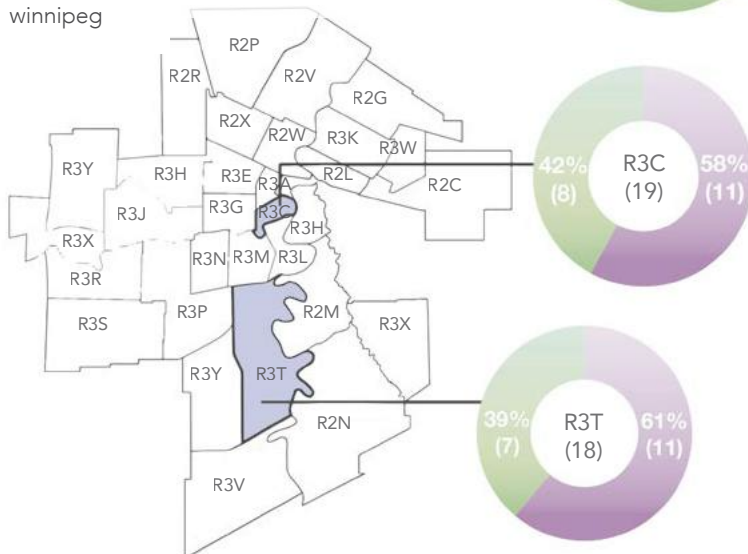 winnipeg
R2P
R2R
R2V
R2G
R2X
R2W
R3K
R3W
R3Y
R3H
R3E
R3A
R2L
R2C
R3J
R3G
R3C
R3H
R3X
R3N
R3M
R3L
R3R
R3S
R3P
R2M
R3X
R3Y
R3T
R2N
R3V
42%
(8)
R3C
(19)
58%
(11)
39%
(7)
R3T
(18)
61%
(11)